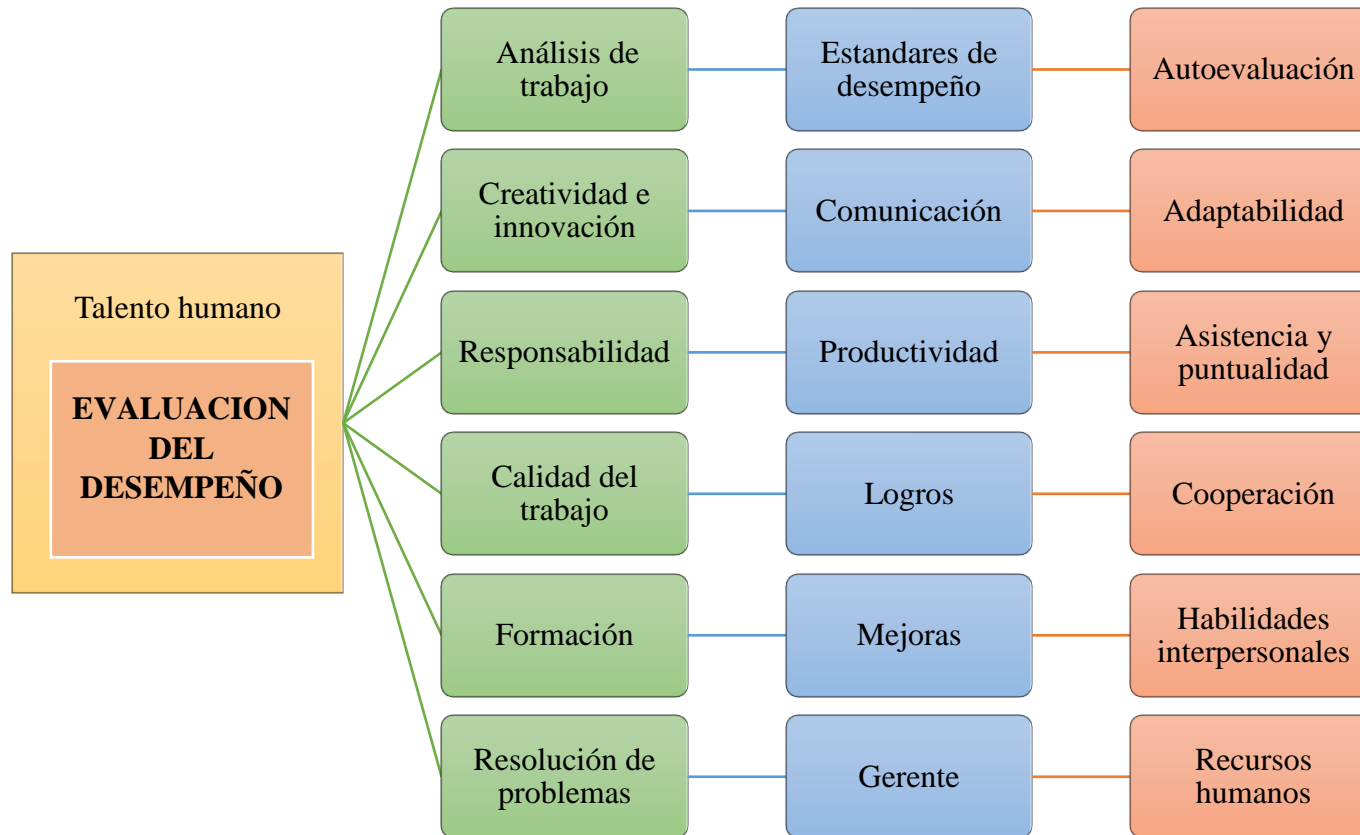 Talento humano
EVALUACION
DEL
DESEMPEÑO
Análisis de
trabajo
Estandares de
desempeño
Autoevaluación
Creatividad e
innovación
Comunicación
Adaptabilidad
Responsabilidad
Productividad
Asistencia y
puntualidad
Calidad del
trabajo
Logros
Cooperación
Formación
Mejoras
Habilidades
interpersonales
Resolución de
problemas
Gerente
Recursos
humanos